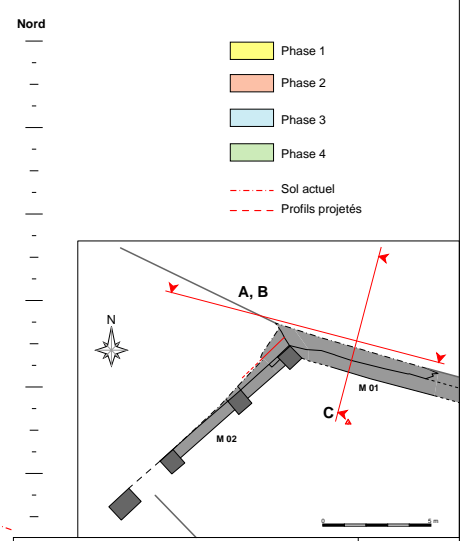 Nord
Phase 1
Phase 2
Phase 3
Phase 4
Sol actuel
Profils projetés
A, B
N
M 01
C
M 02
0 5 m